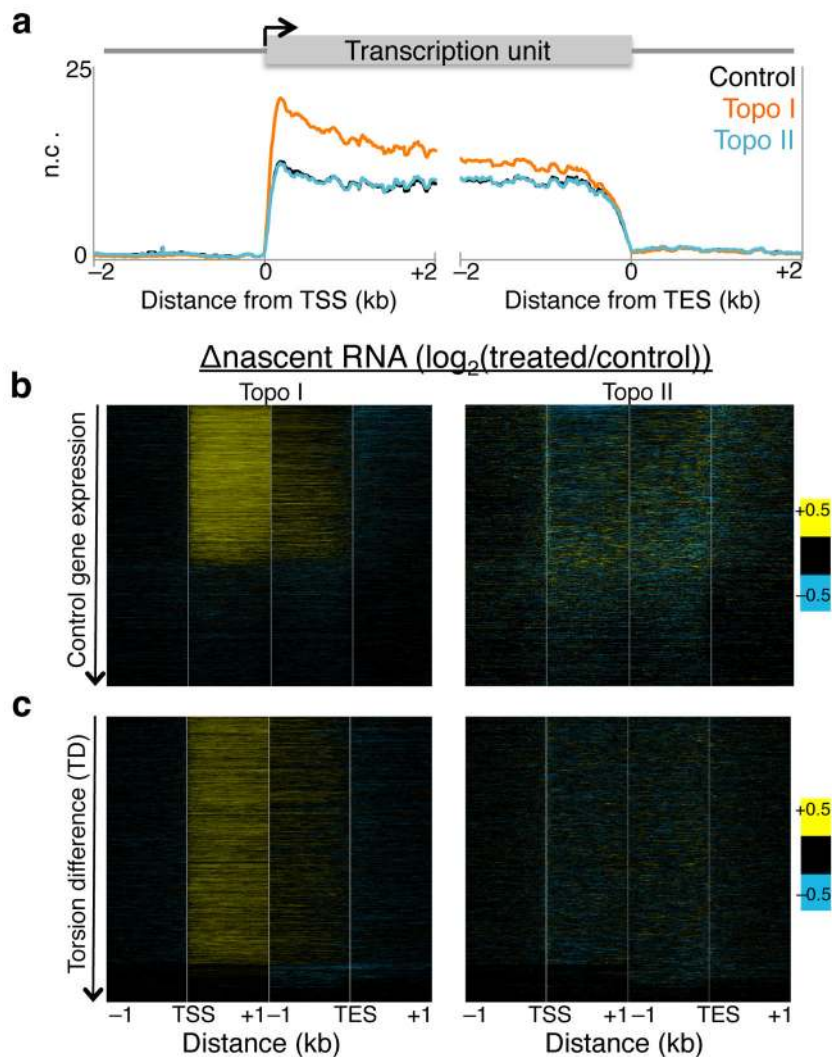 a
Transcription unit
25
n.c.
0
Control
Topo I
Topo II
−2 0 +2 −2 0 +2
Distance from TSS (kb) Distance from TES (kb)
Δnascent RNA (log₂(treated/control))
b
Topo I Topo II
Control gene expression
+0.5
−0.5
c
Torsion difference (TD)
+0.5
−0.5
−1 TSS +1 −1 TES +1 −1 TSS +1 −1 TES +1
Distance (kb) Distance (kb)